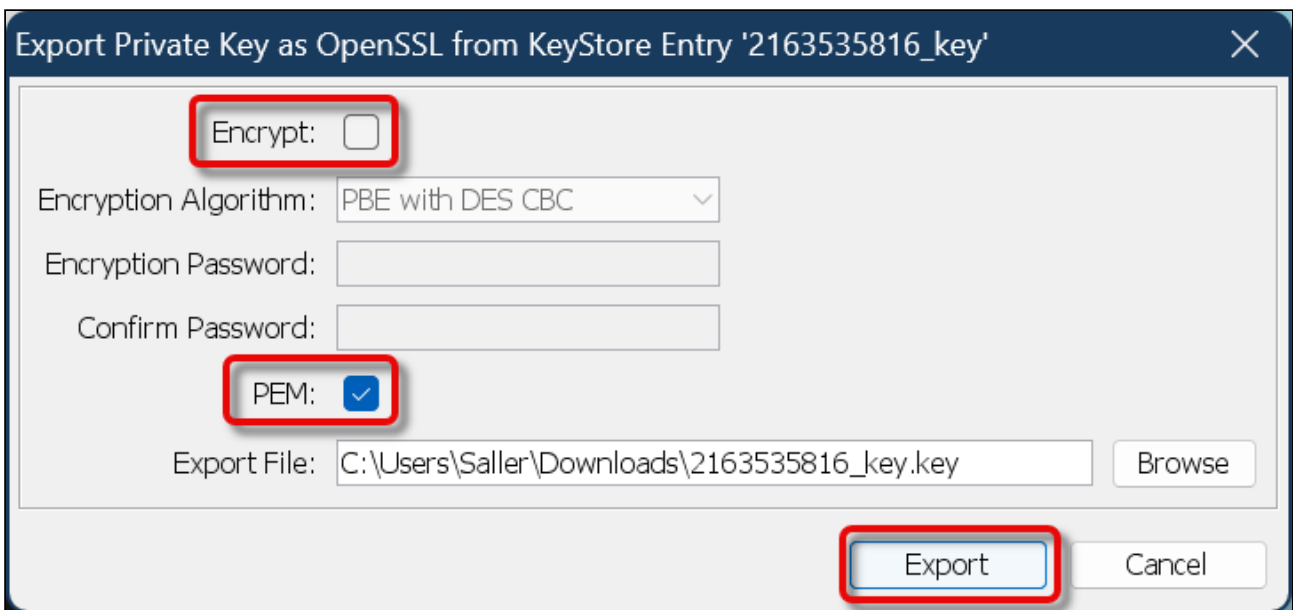 Export Private Key as OpenSSL from KeyStore Entry '2163535816_key'
Encrypt:
Encryption Algorithm: PBE with DES CBC
Encryption Password:
Confirm Password:
PEM:
Export File: C:\Users\Saller\Downloads\2163535816_key.key Browse
Export Cancel